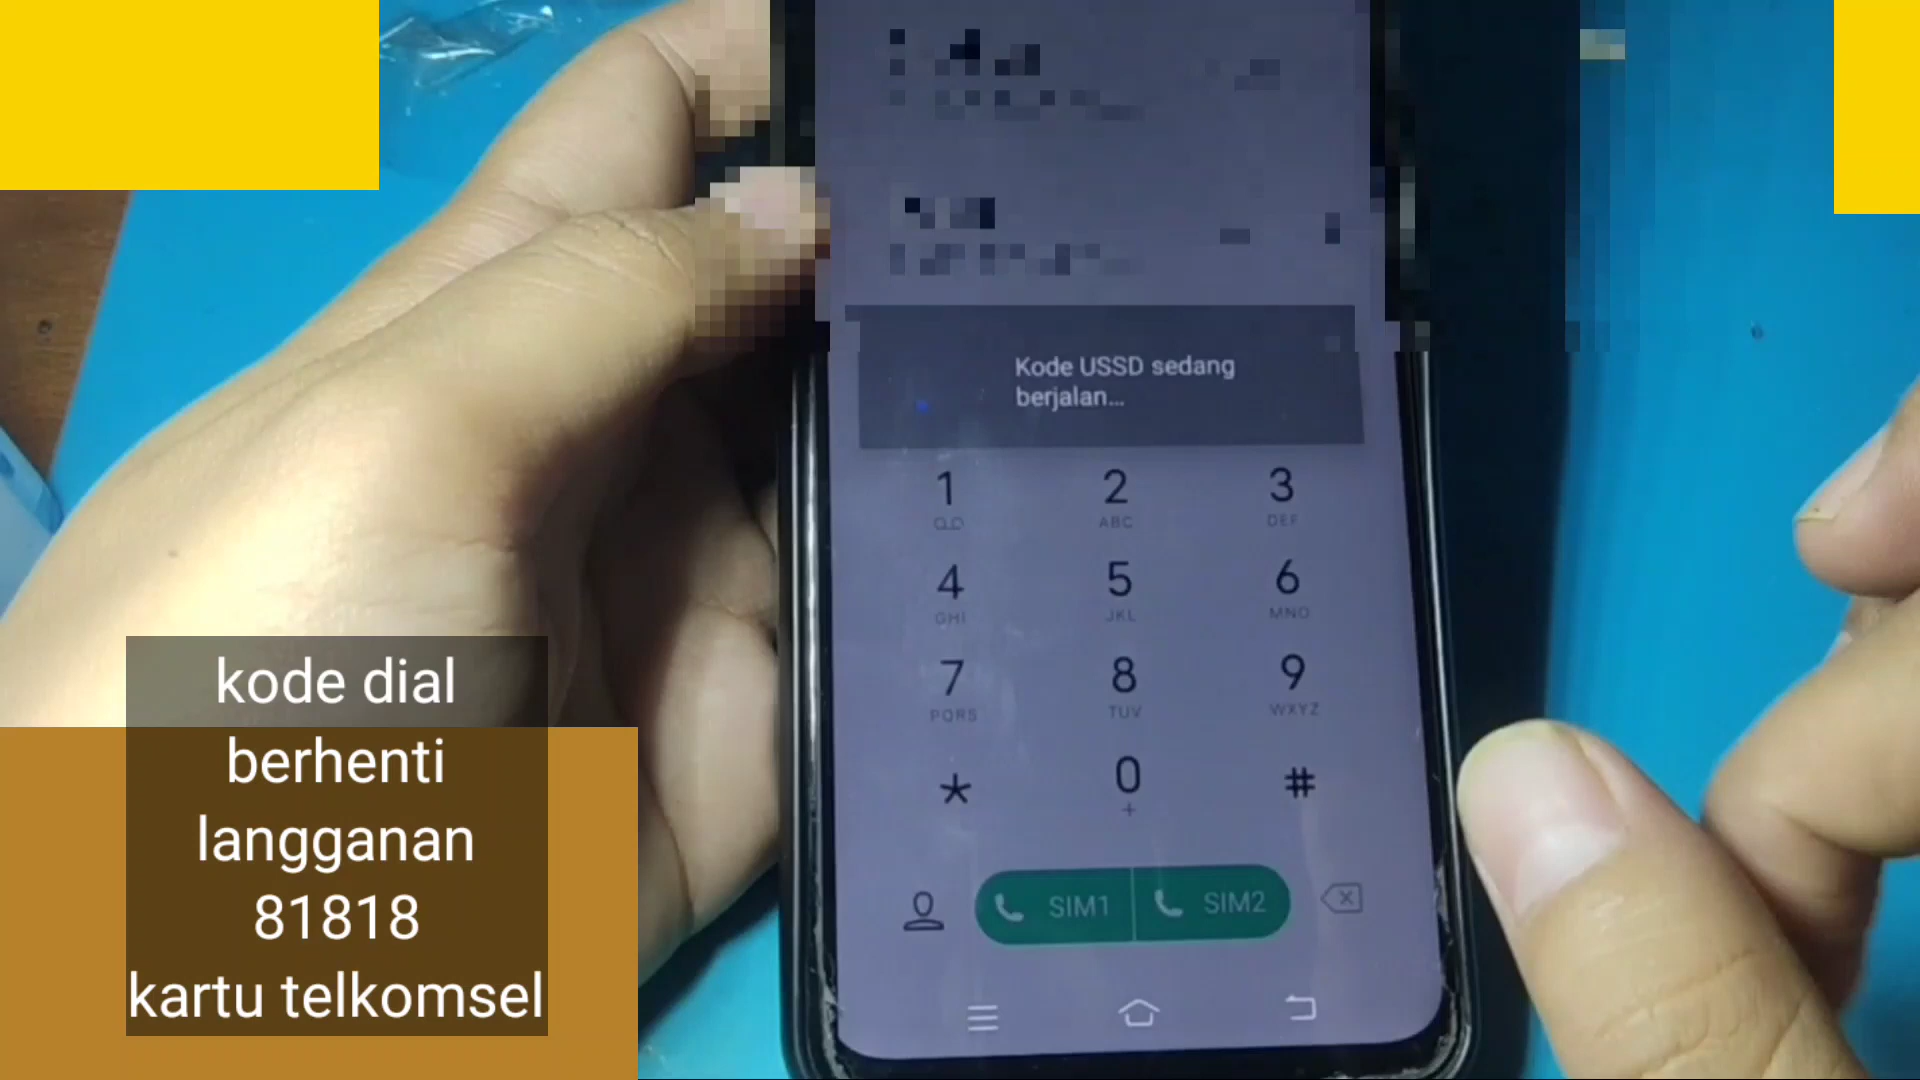 Kode USSD sedang
berjalan...
1 2 3
ABC DEF
4 5 6
GHI JKL MNO
7 8 9
PQRS TUV WXYZ
* 0 #
+
SIM1 SIM2
kode dial
berhenti
langganan
81818
kartu telkomsel